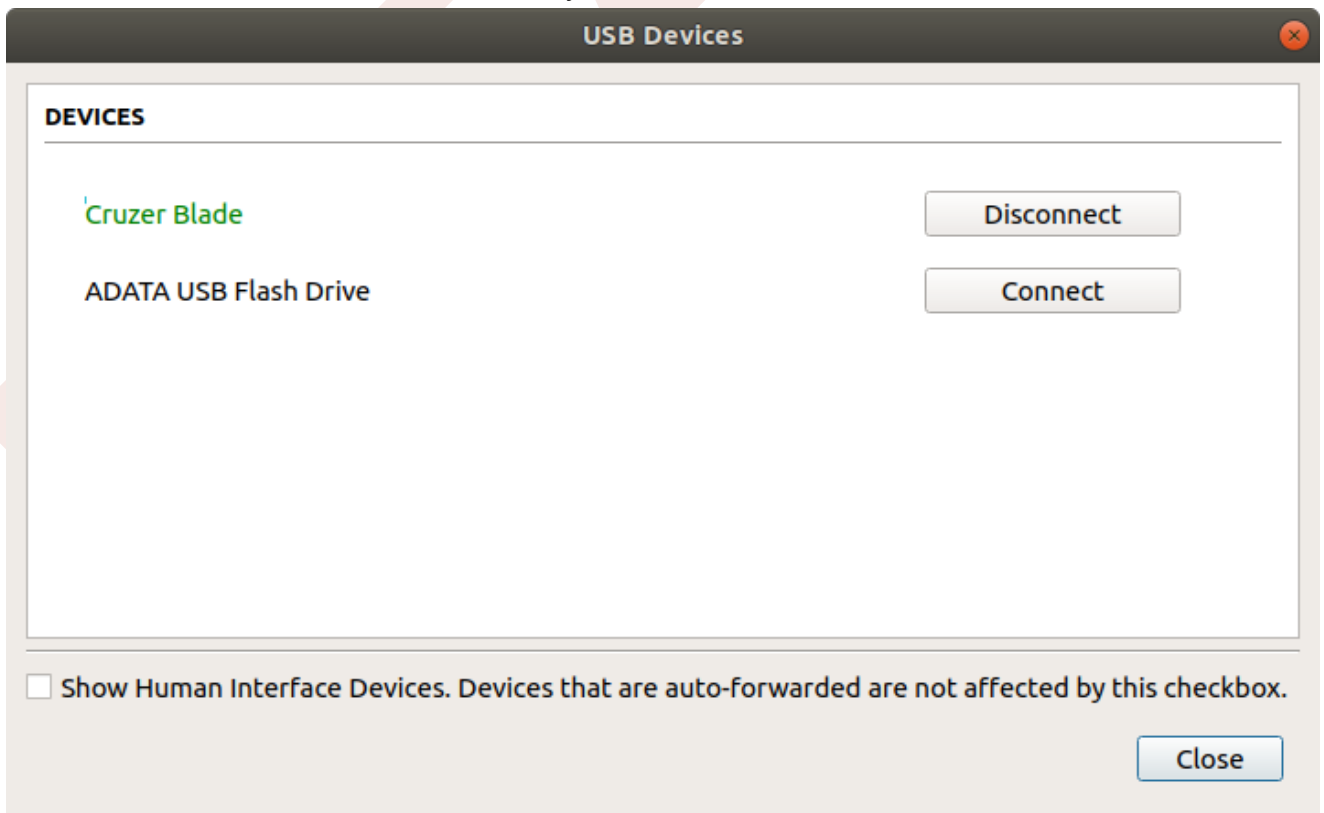 USB Devices
DEVICES
Cruzer Blade
Disconnect
ADATA USB Flash Drive
Connect
Show Human Interface Devices. Devices that are auto-forwarded are not affected by this checkbox.
Close